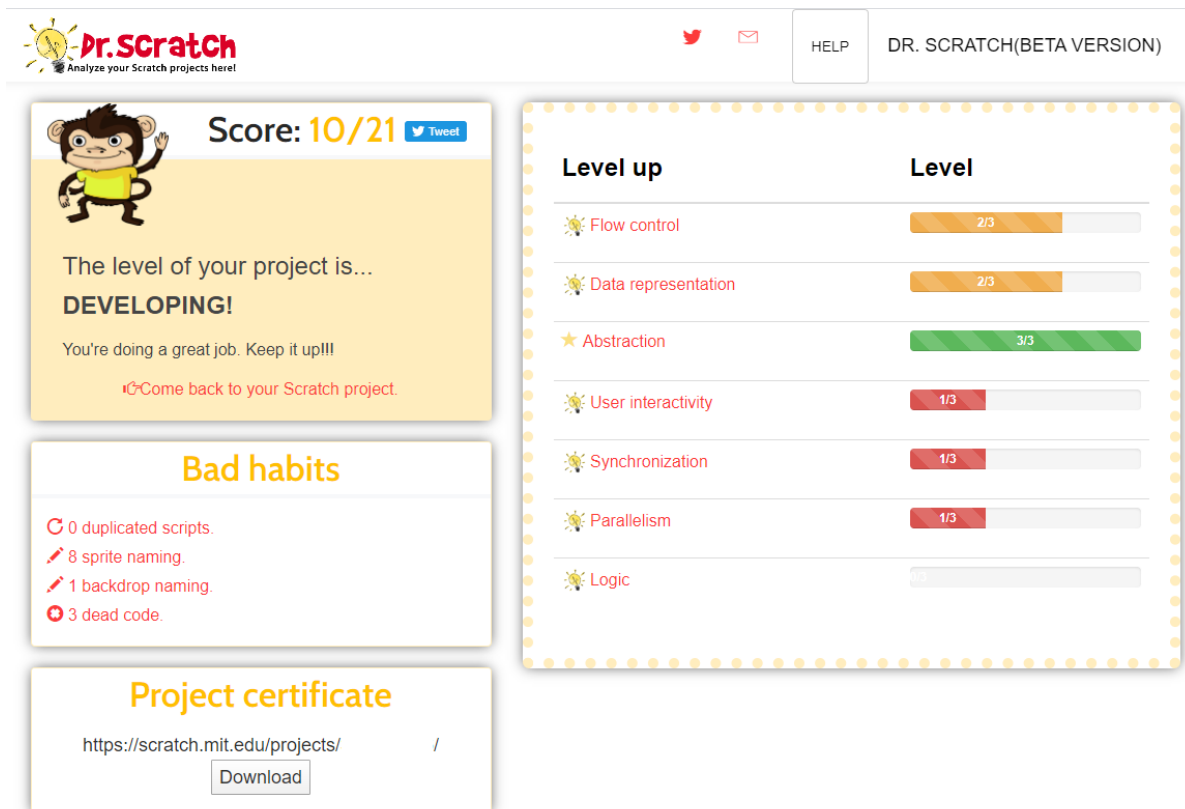 Dr.Scratch
Analyze your Scratch projects here!
HELP
DR. SCRATCH(BETA VERSION)
Score: 10/21
Tweet
The level of your project is...
DEVELOPING!
You're doing a great job. Keep it up!!!
Come back to your Scratch project.
Bad habits
0 duplicated scripts.
8 sprite naming.
1 backdrop naming.
3 dead code.
Project certificate
https://scratch.mit.edu/projects/ /
Download
Level up Level
Flow control 2/3
Data representation 2/3
Abstraction 3/3
User interactivity 1/3
Synchronization 1/3
Parallelism 1/3
Logic 0/3